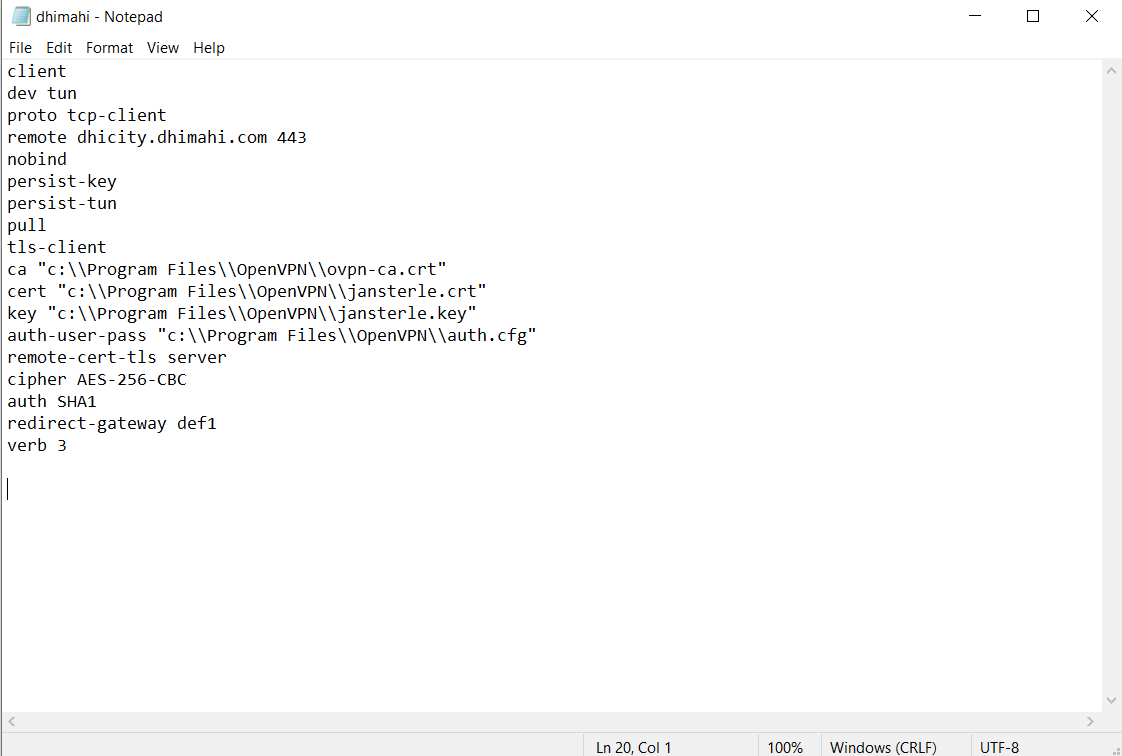 dhimahi - Notepad
File Edit Format View Help
client
dev tun
proto tcp-client
remote dhicity.dhimahi.com 443
nobind
persist-key
persist-tun
pull
tls-client
ca "c:\\Program Files\\OpenVPN\\ovpn-ca.crt"
cert "c:\\Program Files\\OpenVPN\\jansterle.crt"
key "c:\\Program Files\\OpenVPN\\jansterle.key"
auth-user-pass "c:\\Program Files\\OpenVPN\\auth.cfg"
remote-cert-tls server
cipher AES-256-CBC
auth SHA1
redirect-gateway def1
verb 3
Ln 20, Col 1 100% Windows (CRLF) UTF-8